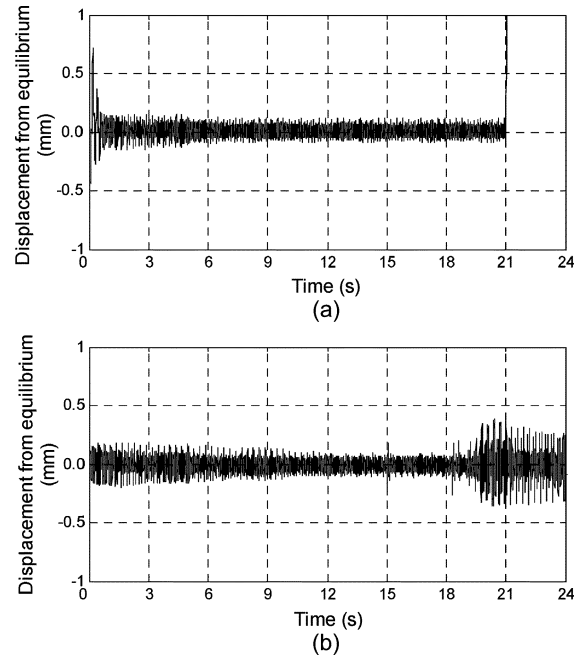 Displacement from equilibrium
(mm)
1
0.5
0.0
-0.5
-1
0 3 6 9 12 15 18 21 24
Time (s)
(a)
Displacement from equilibrium
(mm)
1
0.5
0.0
-0.5
-1
0 3 6 9 12 15 18 21 24
Time (s)
(b)